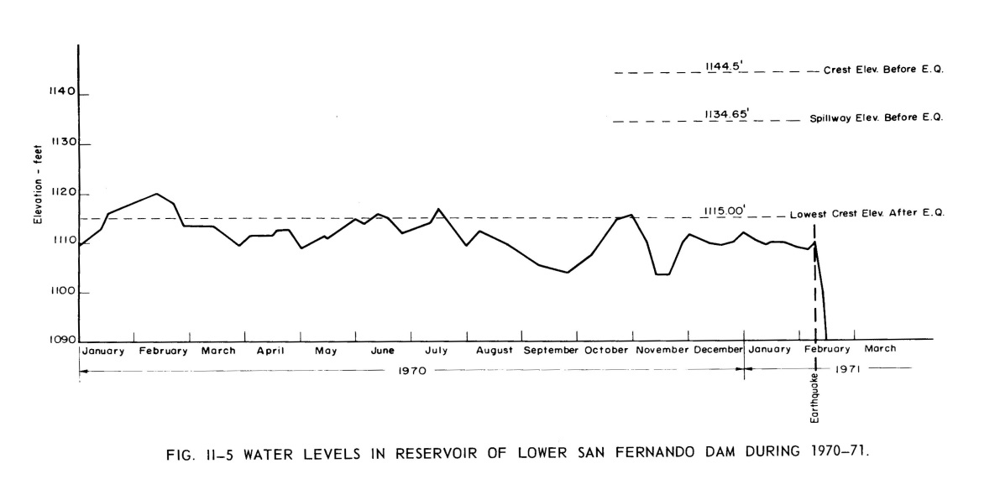 1144.5'
Crest Elev. Before E.Q.
1140
1134.65'
Spillway Elev. Before E.Q.
1130
1120
1115.00'
Lowest Crest Elev. After E.Q.
1110
1100
1090
Elevation - feet
January February March April May June July August September October November December January February March
1970
1971
Earthquake
FIG. II-5 WATER LEVELS IN RESERVOIR OF LOWER SAN FERNANDO DAM DURING 1970-71.